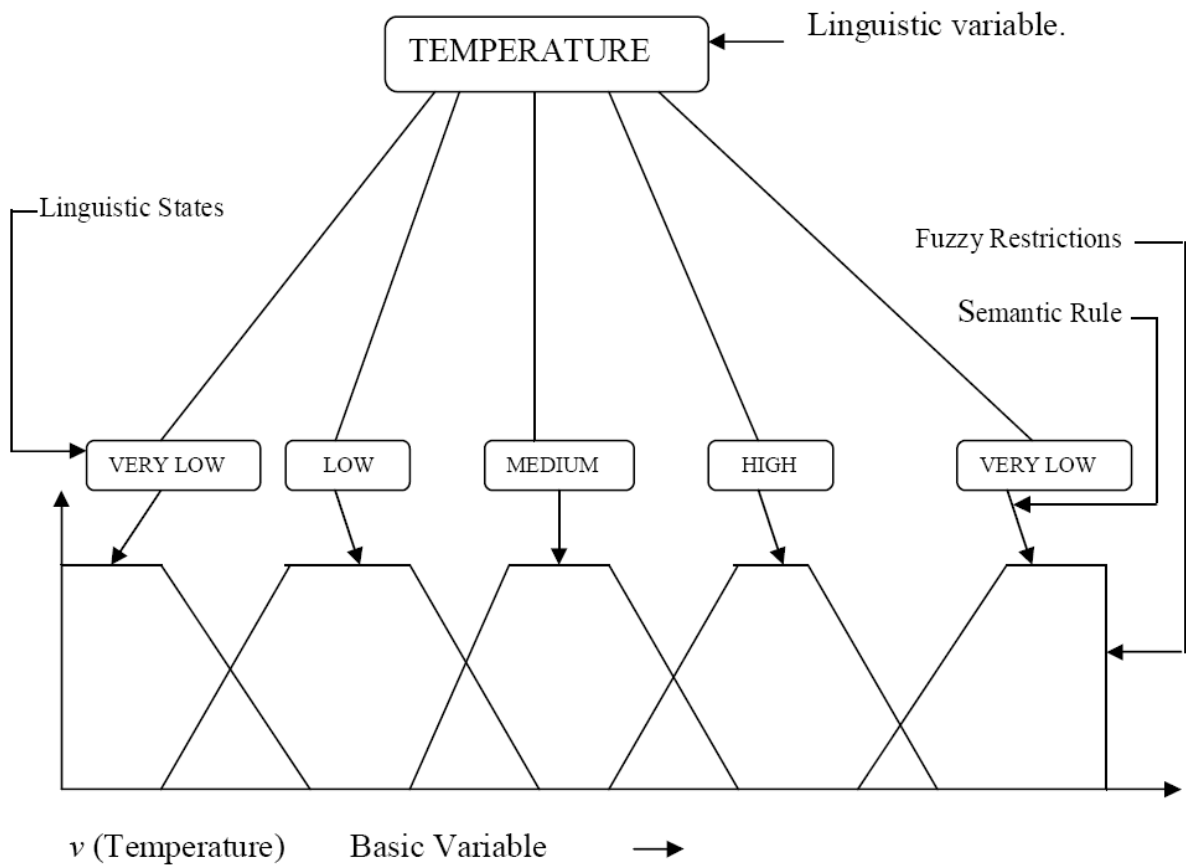 Linguistic variable.
TEMPERATURE
Linguistic States
Fuzzy Restrictions
Semantic Rule
VERY LOW
LOW
MEDIUM
HIGH
VERY LOW
v (Temperature) Basic Variable